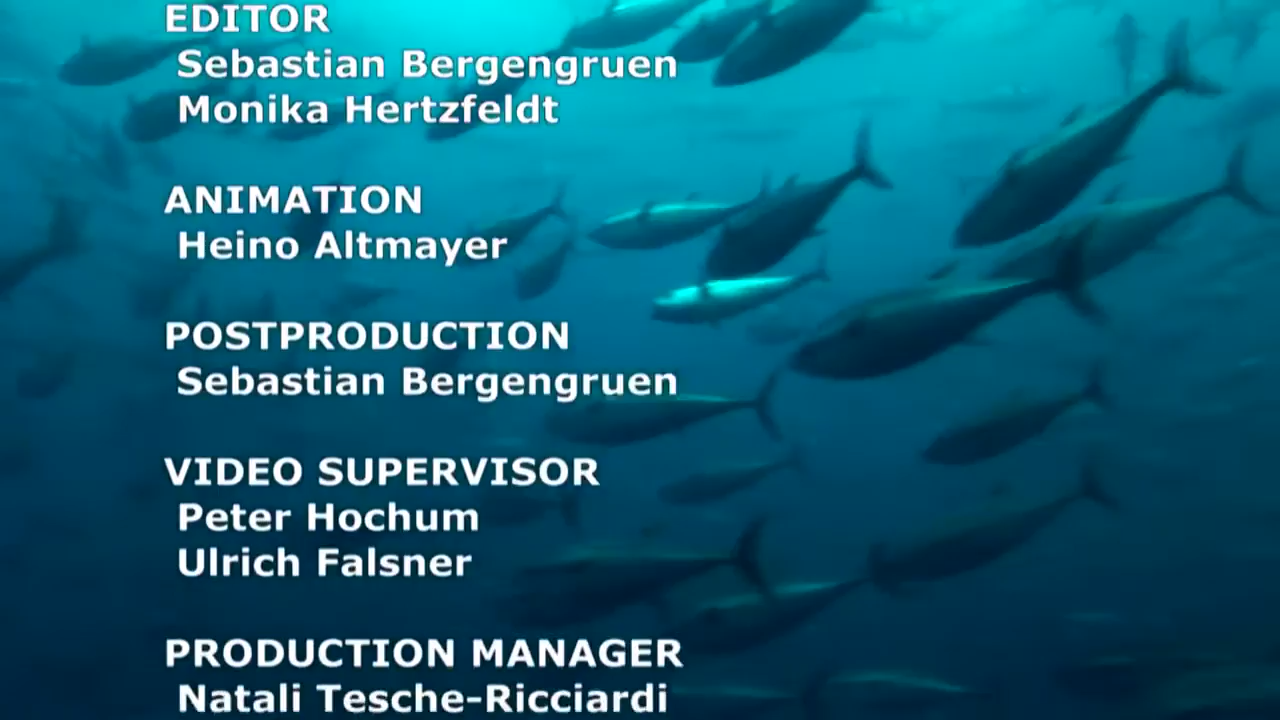 EDITOR
Sebastian Bergengruen
Monika Hertzfeldt
ANIMATION
Heino Altmayer
POSTPRODUCTION
Sebastian Bergengruen
VIDEO SUPERVISOR
Peter Hochum
Ulrich Falsner
PRODUCTION MANAGER
Natali Tesche-Ricciardi